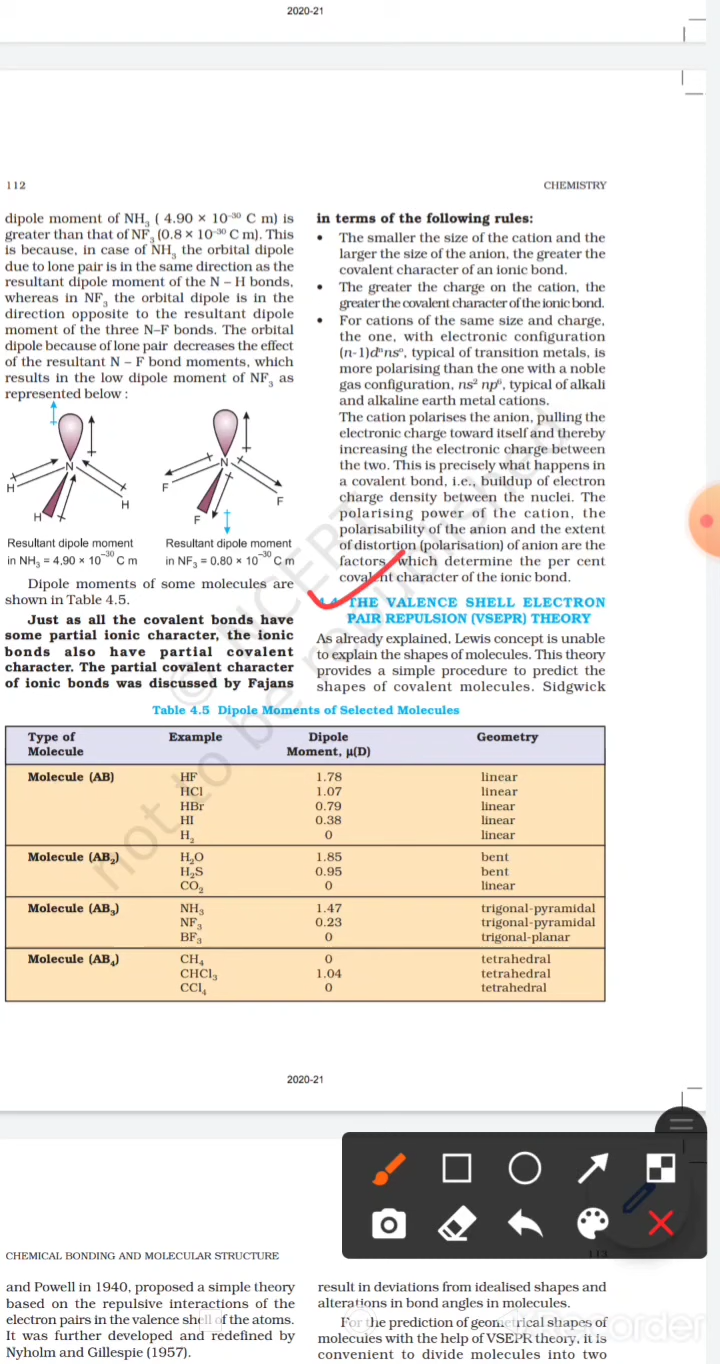 2020-21
112
CHEMISTRY
dipole moment of NH₃ ( 4.90 × 10⁻³⁰ C m) is
greater than that of NF₃ (0.8 × 10⁻³⁰ C m). This
is because, in case of NH₃ the orbital dipole
due to lone pair is in the same direction as the
resultant dipole moment of the N – H bonds,
whereas in NF₃ the orbital dipole is in the
direction opposite to the resultant dipole
moment of the three N–F bonds. The orbital
dipole because of lone pair decreases the effect
of the resultant N – F bond moments, which
results in the low dipole moment of NF₃ as
represented below :
N
H
H
H
N
F
F
F
Resultant dipole moment
in NH₃ = 4.90 × 10⁻³⁰ C m
Resultant dipole moment
in NF₃ = 0.80 × 10⁻³⁰ C m
Dipole moments of some molecules are
shown in Table 4.5.
Just as all the covalent bonds have
some partial ionic character, the ionic
bonds also have partial covalent
character. The partial covalent character
of ionic bonds was discussed by Fajans
in terms of the following rules:
• The smaller the size of the cation and the
larger the size of the anion, the greater the
covalent character of an ionic bond.
• The greater the charge on the cation, the
greater the covalent character of the ionic bond.
• For cations of the same size and charge,
the one, with electronic configuration
(n-1)dⁿnsᵒ, typical of transition metals, is
more polarising than the one with a noble
gas configuration, ns² np⁶, typical of alkali
and alkaline earth metal cations.
The cation polarises the anion, pulling the
electronic charge toward itself and thereby
increasing the electronic charge between
the two. This is precisely what happens in
a covalent bond, i.e., buildup of electron
charge density between the nuclei. The
polarising power of the cation, the
polarisability of the anion and the extent
of distortion (polarisation) of anion are the
factors, which determine the per cent
covalent character of the ionic bond.
4.4 THE VALENCE SHELL ELECTRON
PAIR REPULSION (VSEPR) THEORY
As already explained, Lewis concept is unable
to explain the shapes of molecules. This theory
provides a simple procedure to predict the
shapes of covalent molecules. Sidgwick
Table 4.5 Dipole Moments of Selected Molecules
Type of Molecule Example Dipole Moment, μ(D) Geometry
Molecule (AB) HF 1.78 linear
HCl 1.07 linear
HBr 0.79 linear
HI 0.38 linear
H₂ 0 linear
Molecule (AB₂) H₂O 1.85 bent
H₂S 0.95 bent
CO₂ 0 linear
Molecule (AB₃) NH₃ 1.47 trigonal-pyramidal
NF₃ 0.23 trigonal-pyramidal
BF₃ 0 trigonal-planar
Molecule (AB₄) CH₄ 0 tetrahedral
CHCl₃ 1.04 tetrahedral
CCl₄ 0 tetrahedral
© NCERT
not to be republished
2020-21
CHEMICAL BONDING AND MOLECULAR STRUCTURE
113
and Powell in 1940, proposed a simple theory
based on the repulsive interactions of the
electron pairs in the valence shell of the atoms.
It was further developed and redefined by
Nyholm and Gillespie (1957).
result in deviations from idealised shapes and
alterations in bond angles in molecules.
For the prediction of geometrical shapes of
molecules with the help of VSEPR theory, it is
convenient to divide molecules into two
Recorder